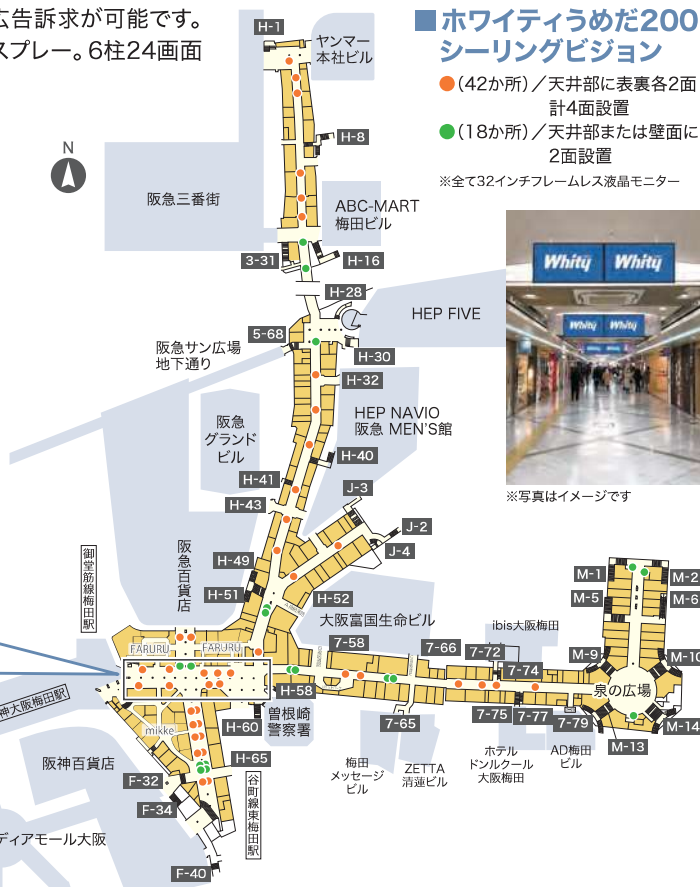 広告訴求が可能です。
スプレー。6柱24画面
■ホワイティうめだ200
シーリングビジョン
●(42か所)／天井部に表裏各2面
計4面設置
●(18か所)／天井部または壁面に
2面設置
※全て32インチフレームレス液晶モニター
Whity Whity
Whity Whity
※写真はイメージです
N
H-1
ヤンマー
本社ビル
H-8
阪急三番街
ABC-MART
梅田ビル
3-31
H-16
H-28
HEP FIVE
5-68
阪急サン広場
地下通り
H-30
H-32
阪急
グランド
ビル
HEP NAVIO
阪急 MEN'S館
H-40
H-41
J-3
H-43
J-2
J-4
御堂筋線梅田駅
阪急百貨店
H-49
H-51
H-52
大阪富国生命ビル
M-1
M-2
M-5
M-6
ibis大阪梅田
7-58
7-66
7-72
7-74
M-9
M-10
FARURU
FARURU
泉の広場
H-58
神大阪梅田駅
mikke
H-60
曽根崎
警察署
7-65
7-75
7-77
7-79
M-14
M-13
阪神百貨店
H-65
梅田
メッセージ
ビル
ZETTA
清蓮ビル
ホテル
ドンルクール
大阪梅田
AD梅田
ビル
F-32
F-34
谷町線東梅田駅
ディアモール大阪
F-40